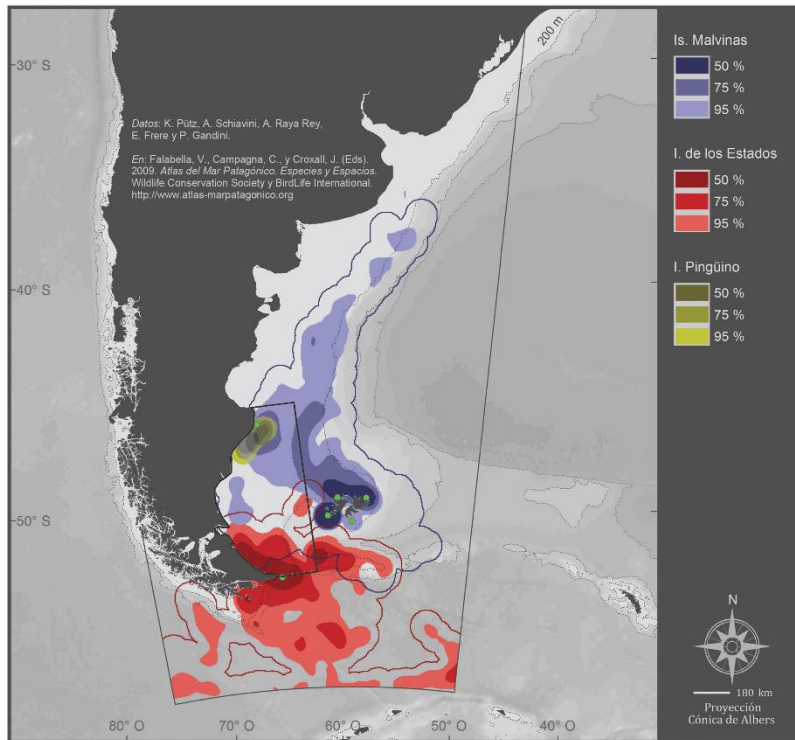 30° S
40° S
50° S
200 m
Datos: K. Pütz, A. Schiavini, A. Raya Rey,
E. Frere y P. Gandini.
En: Falabella, V., Campagna, C., y Croxall, J. (Eds).
2009. Atlas del Mar Patagónico. Especies y Espacios.
Wildlife Conservation Society y BirdLife International.
http://www.atlas-marpatagonico.org
80° O
70° O
60° O
50° O
40° O
Is. Malvinas
50 %
75 %
95 %
I. de los Estados
50 %
75 %
95 %
I. Pingüino
50 %
75 %
95 %
N
180 km
Proyección
Cónica de Albers